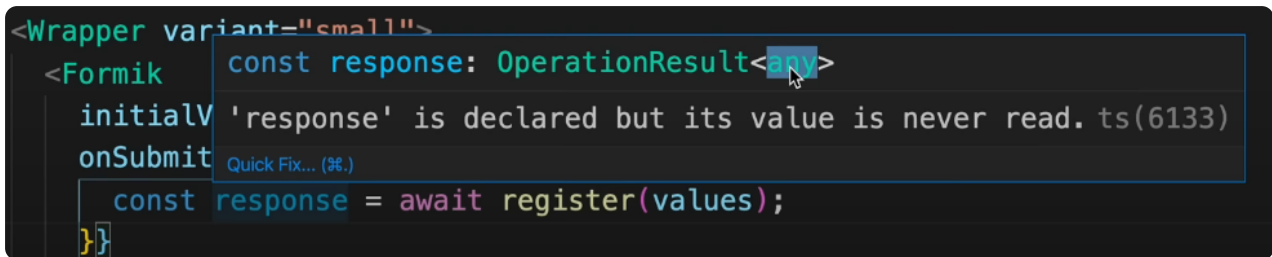 <Wrapper variant="small">
const response: OperationResult<any>
<Formik
'response' is declared but its value is never read. ts(6133)
initialV
onSubmit
Quick Fix... (⌘.)
const response = await register(values);
}}